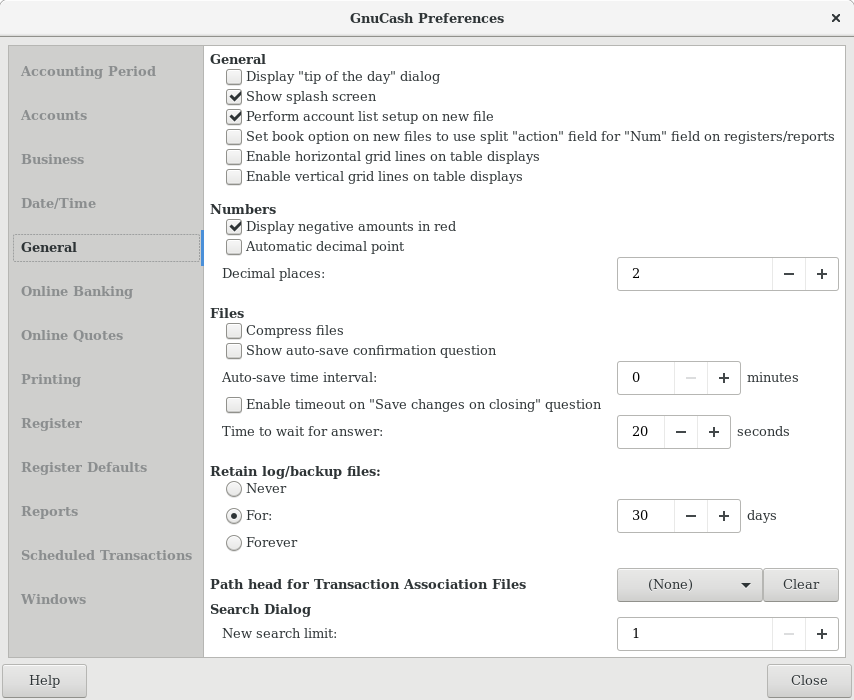 GnuCash Preferences
Accounting Period
Accounts
Business
Date/Time
General
Online Banking
Online Quotes
Printing
Register
Register Defaults
Reports
Scheduled Transactions
Windows
General
Display "tip of the day" dialog
Show splash screen
Perform account list setup on new file
Set book option on new files to use split "action" field for "Num" field on registers/reports
Enable horizontal grid lines on table displays
Enable vertical grid lines on table displays
Numbers
Display negative amounts in red
Automatic decimal point
Decimal places: 2
Files
Compress files
Show auto-save confirmation question
Auto-save time interval: 0 minutes
Enable timeout on "Save changes on closing" question
Time to wait for answer: 20 seconds
Retain log/backup files:
Never
For: 30 days
Forever
Path head for Transaction Association Files (None) Clear
Search Dialog
New search limit: 1
Help Close